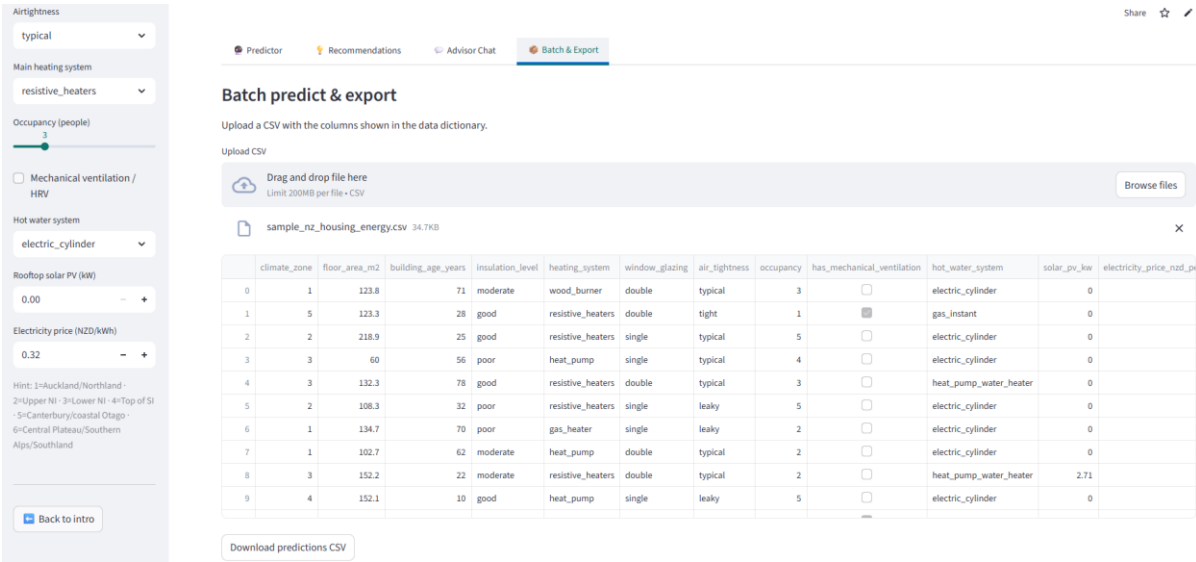 Airtightness
typical
Main heating system
resistive_heaters
Occupancy (people)
3
Mechanical ventilation /
HRV
Hot water system
electric_cylinder
Rooftop solar PV (kW)
0.00 − +
Electricity price (NZD/kWh)
0.32 − +
Hint: 1=Auckland/Northland ·
2=Upper NI · 3=Lower NI · 4=Top of SI
· 5=Canterbury/coastal Otago ·
6=Central Plateau/Southern
Alps/Southland
Back to intro
Share
Predictor Recommendations Advisor Chat Batch & Export
Batch predict & export
Upload a CSV with the columns shown in the data dictionary.
Upload CSV
Drag and drop file here
Limit 200MB per file • CSV
Browse files
sample_nz_housing_energy.csv 34.7KB
climate_zone floor_area_m2 building_age_years insulation_level heating_system window_glazing air_tightness occupancy has_mechanical_ventilation hot_water_system solar_pv_kw electricity_price_nzd_pe
0 1 123.8 71 moderate wood_burner double typical 3 electric_cylinder 0
1 5 123.3 28 good resistive_heaters double tight 1 gas_instant 0
2 2 218.9 25 good resistive_heaters single typical 5 electric_cylinder 0
3 3 60 56 poor heat_pump single typical 4 electric_cylinder 0
4 3 132.3 78 good resistive_heaters double typical 3 heat_pump_water_heater 0
5 2 108.3 32 poor resistive_heaters single leaky 5 electric_cylinder 0
6 1 134.7 70 poor gas_heater single leaky 2 electric_cylinder 0
7 1 102.7 62 moderate heat_pump double typical 2 electric_cylinder 0
8 3 152.2 22 moderate resistive_heaters double typical 2 heat_pump_water_heater 2.71
9 4 152.1 10 good heat_pump single leaky 5 electric_cylinder 0
Download predictions CSV